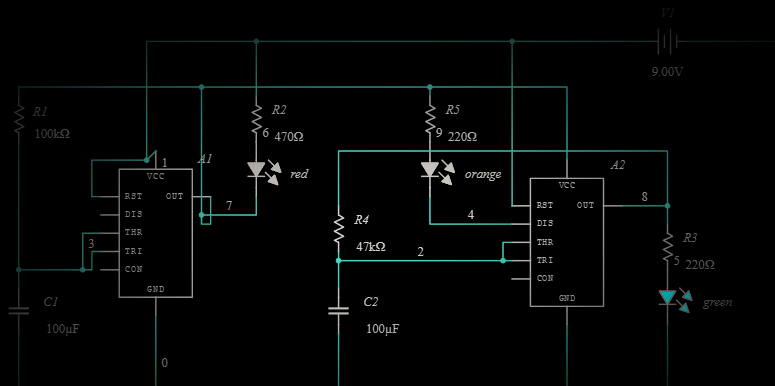 V1
9.00V
R1
100kΩ
R2
6
470Ω
red
R5
9
220Ω
orange
A1
1
VCC
RST
OUT
DIS
THR
TRI
CON
GND
7
3
A2
VCC
RST
OUT
DIS
THR
TRI
CON
GND
8
4
R4
47kΩ
2
R3
5
220Ω
green
C1
100μF
C2
100μF
0